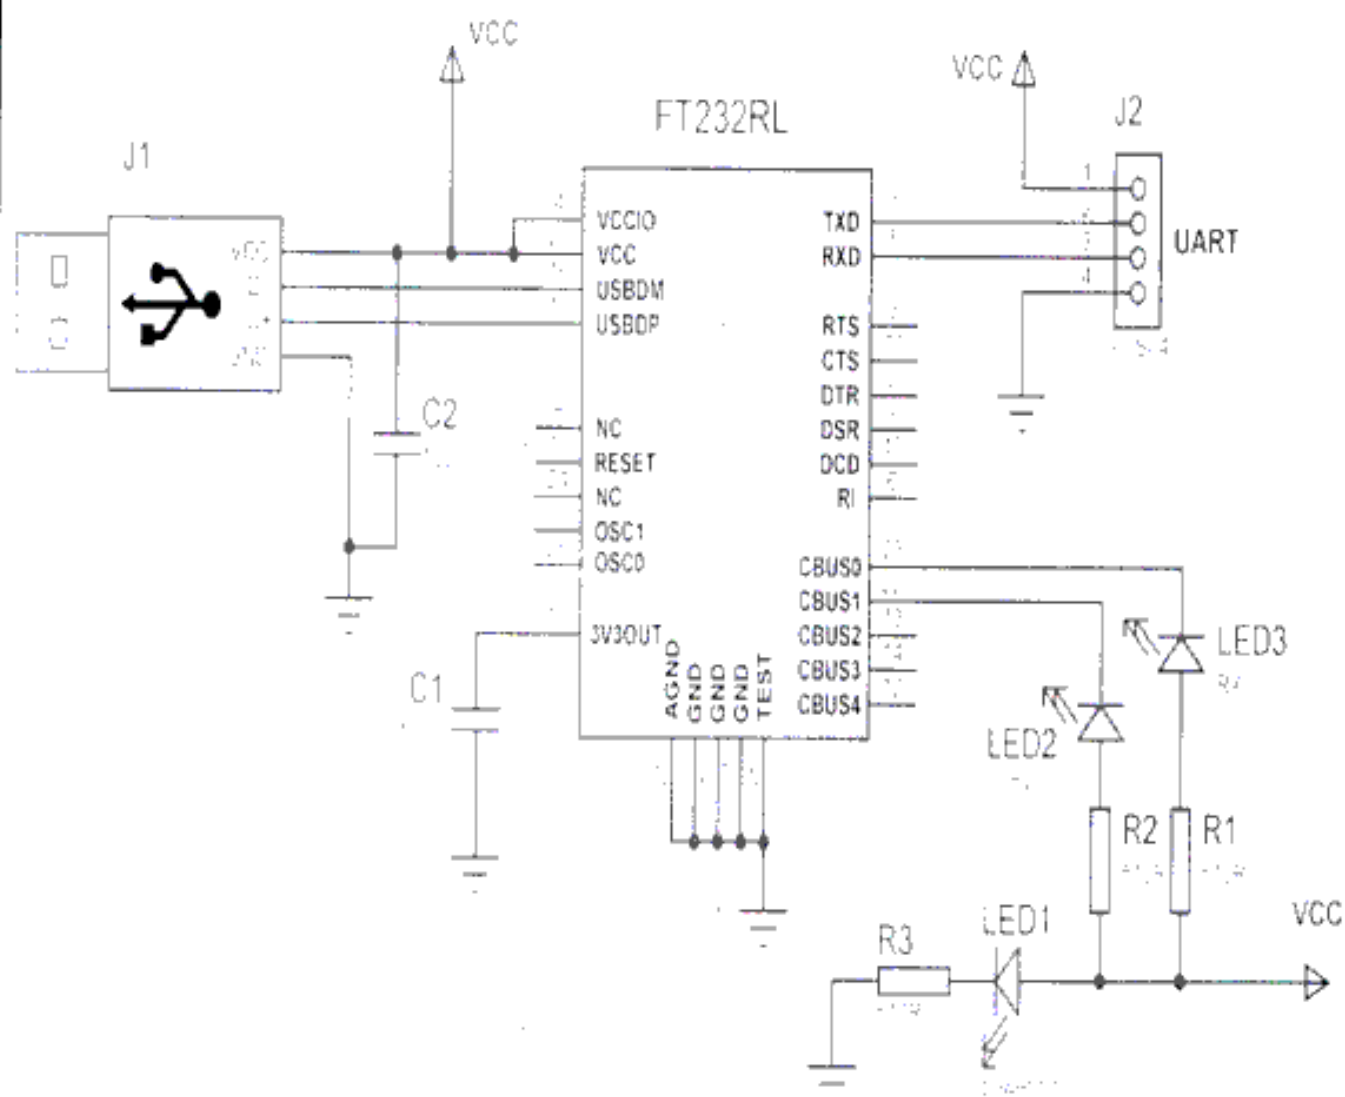 VCC
VCC
FT232RL
J2
J1
1
VCCIO
TXD
UART
VCC
VCC
RXD
USBDM
4
USBDP
RTS
CTS
DTR
C2
NC
DSR
RESET
DCD
NC
RI
OSC1
OSC0
CBUS0
CBUS1
3V3OUT
CBUS2
LED3
AGND
GND
GND
GND
TEST
CBUS3
C1
CBUS4
LED2
R2
R1
LED1
VCC
R3